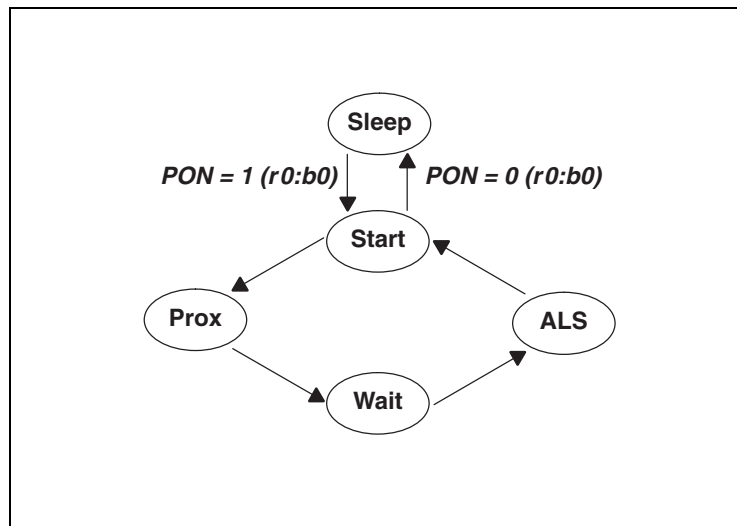 Sleep
PON = 1 (r0:b0)
PON = 0 (r0:b0)
Start
Prox
ALS
Wait